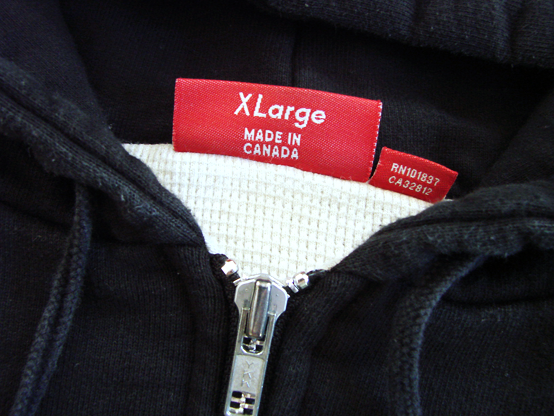 XLarge
MADE IN
CANADA
RN101837
CA32812